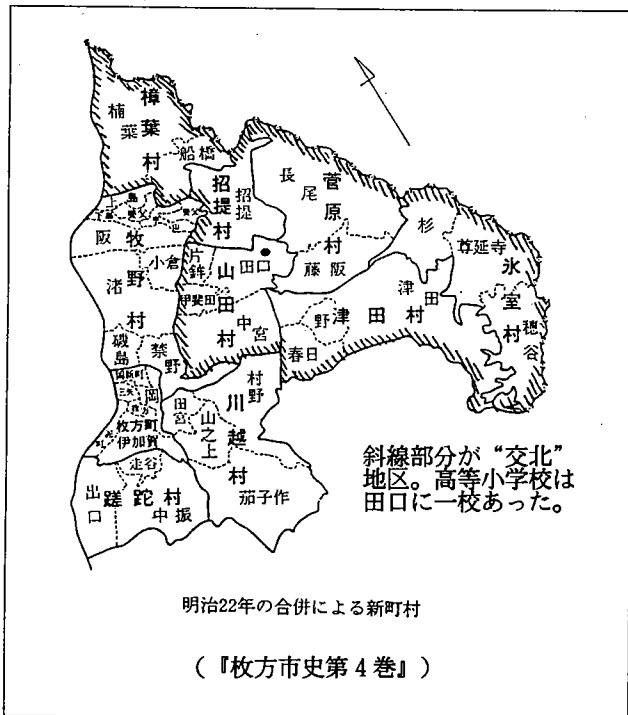 樟葉村
楠葉
船橋
招提村
招提
菅原村
長尾
藤阪
杉
氷室村
尊延寺
穂谷
牧野村
阪
渚
小倉
磯島
禁野
山田村
片鉾
田口
甲斐田
中宮
津田村
津田
野
春日
川越村
村野
田宮
山之上
茄子作
岡
枚方町
伊加賀
蹉跎村
走谷
出口
中振
斜線部分が“交北”
地区。高等小学校は
田口に一校あった。
明治22年の合併による新町村
(『枚方市史第4巻』)